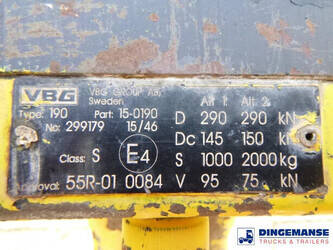 VBG
VBG GROUP AB,
Sweden
Type: 190 Part: 15-0190
No: 299179 15/46
Class: S E4
Approval: 55R-01 0084
Alt 1: Alt 2:
D 290 290 kN
Dc 145 150 kN
S 1000 2000 kg
V 95 75 kN
DINGEMANSE
TRUCKS & TRAILERS